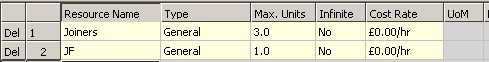 Resource Name Type Max. Units Infinite Cost Rate UoM
Del 1 Joiners General 3.0 No £0.00/hr
Del 2 JF General 1.0 No £0.00/hr